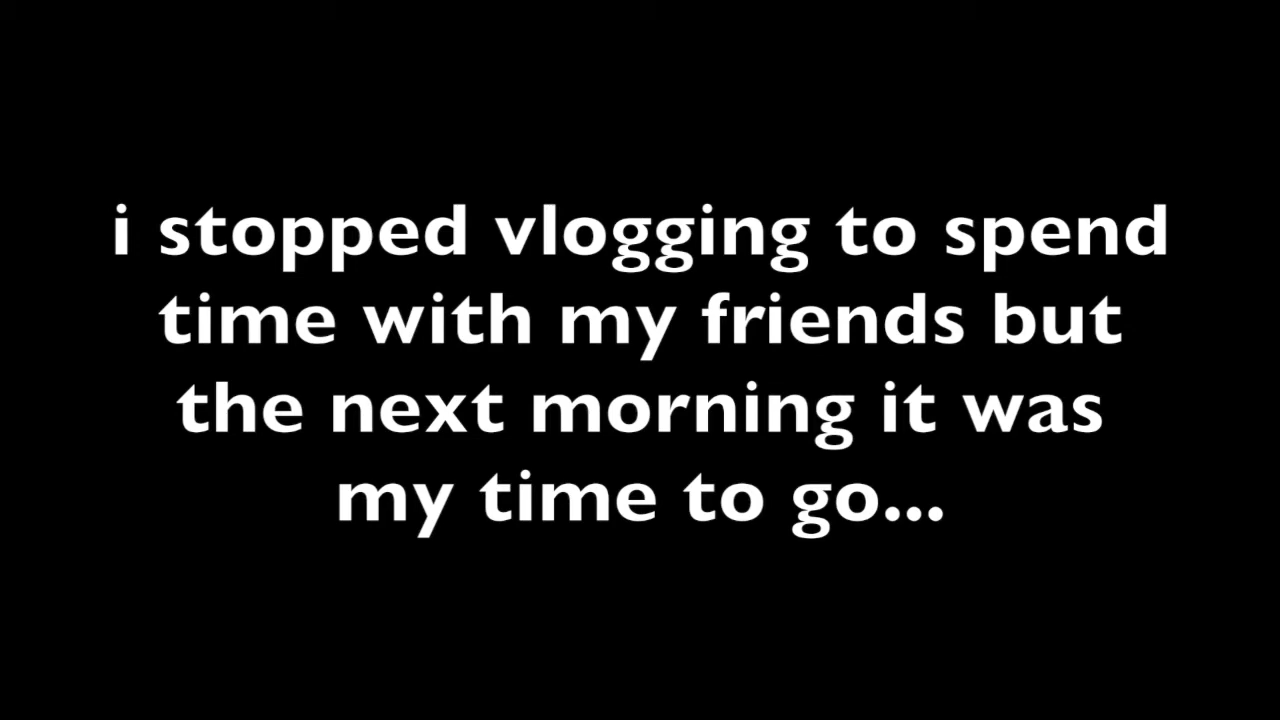 i stopped vlogging to spend
time with my friends but
the next morning it was
my time to go...